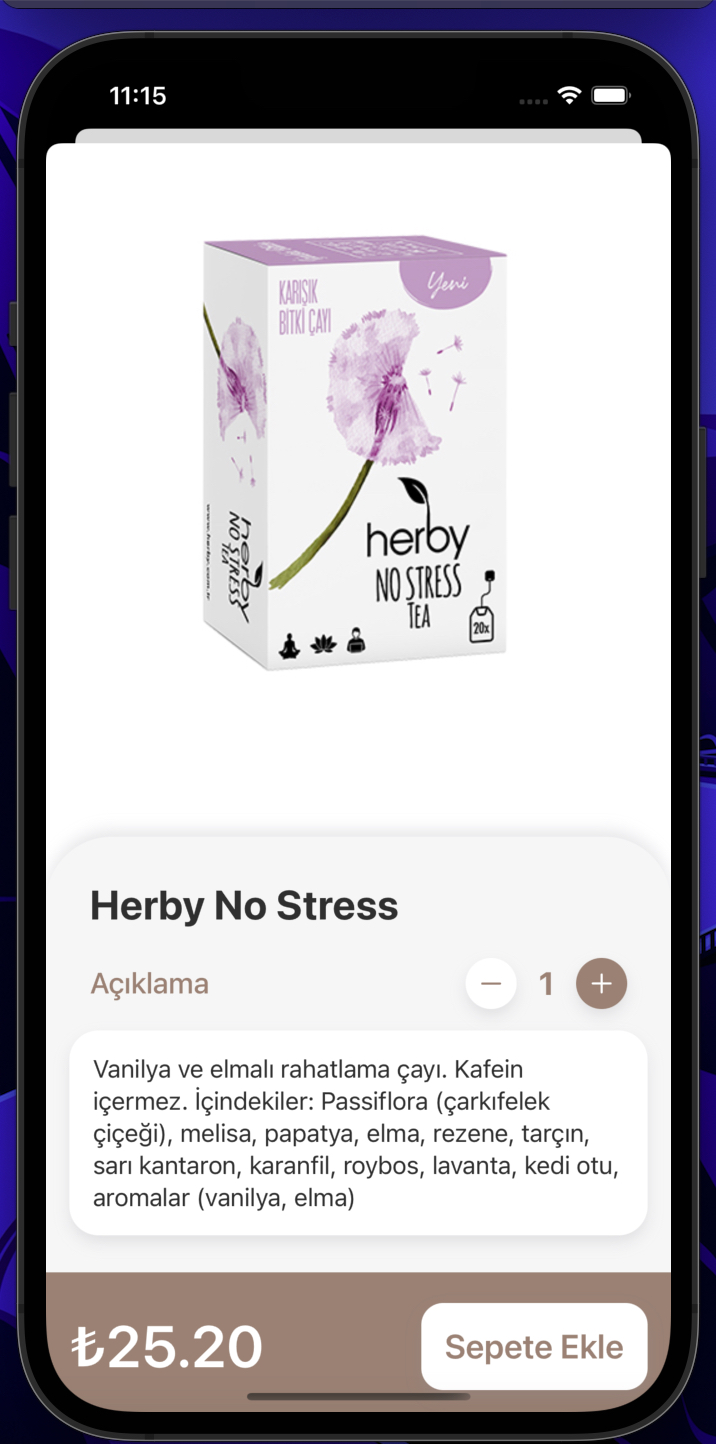 11:15
KARIŞIK
BİTKİ ÇAYI
Yeni
herby
NO STRESS
TEA
20x
herby
NO STRESS
TEA
www.herby.com.tr
Herby No Stress
Açıklama
1
Vanilya ve elmalı rahatlama çayı. Kafein
içermez. İçindekiler: Passiflora (çarkıfelek
çiçeği), melisa, papatya, elma, rezene, tarçın,
sarı kantaron, karanfil, roybos, lavanta, kedi otu,
aromalar (vanilya, elma)
₺25.20
Sepete Ekle